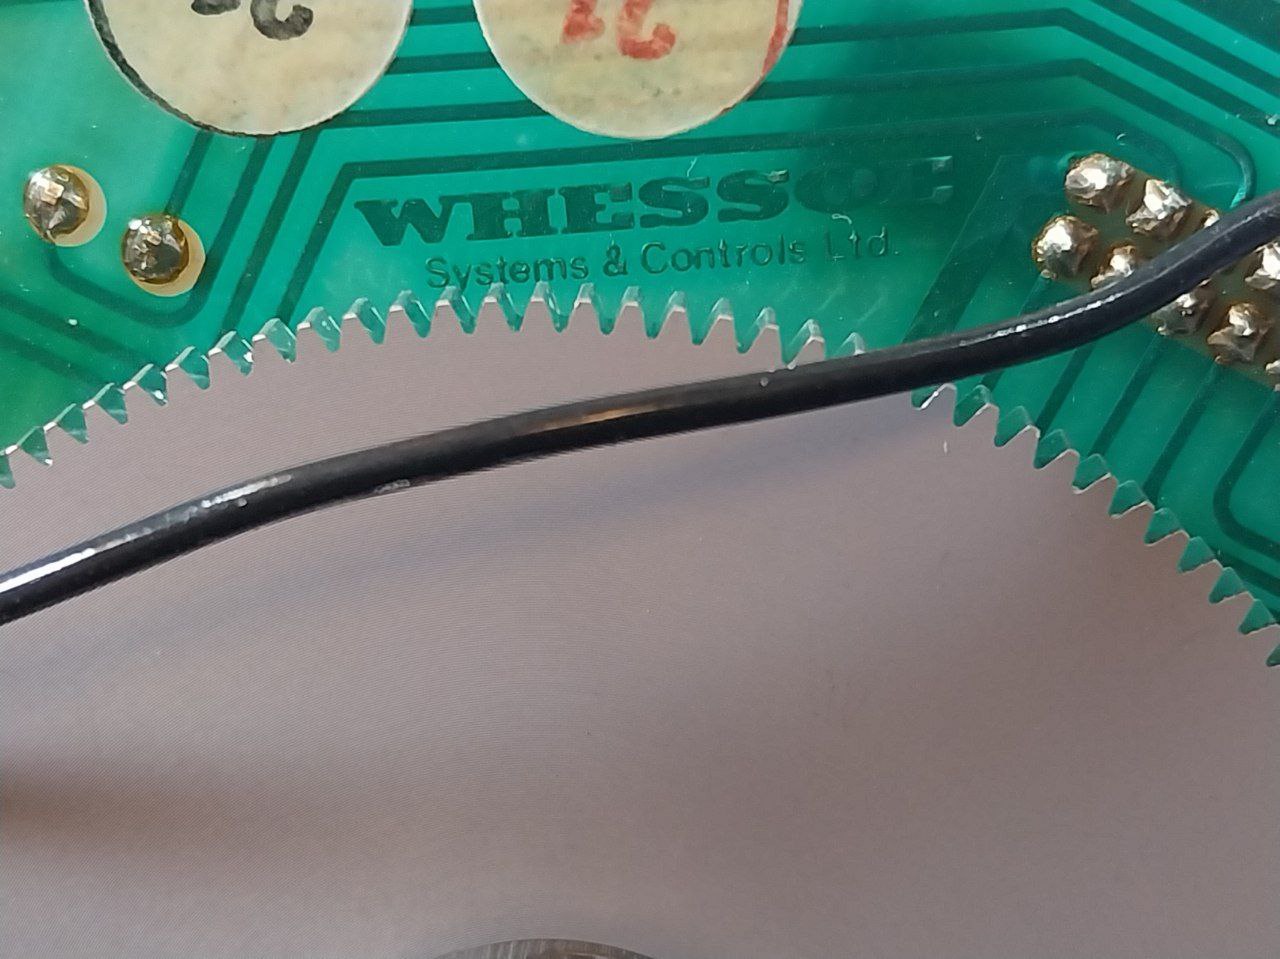 WHESSOE
Systems & Controls Ltd.